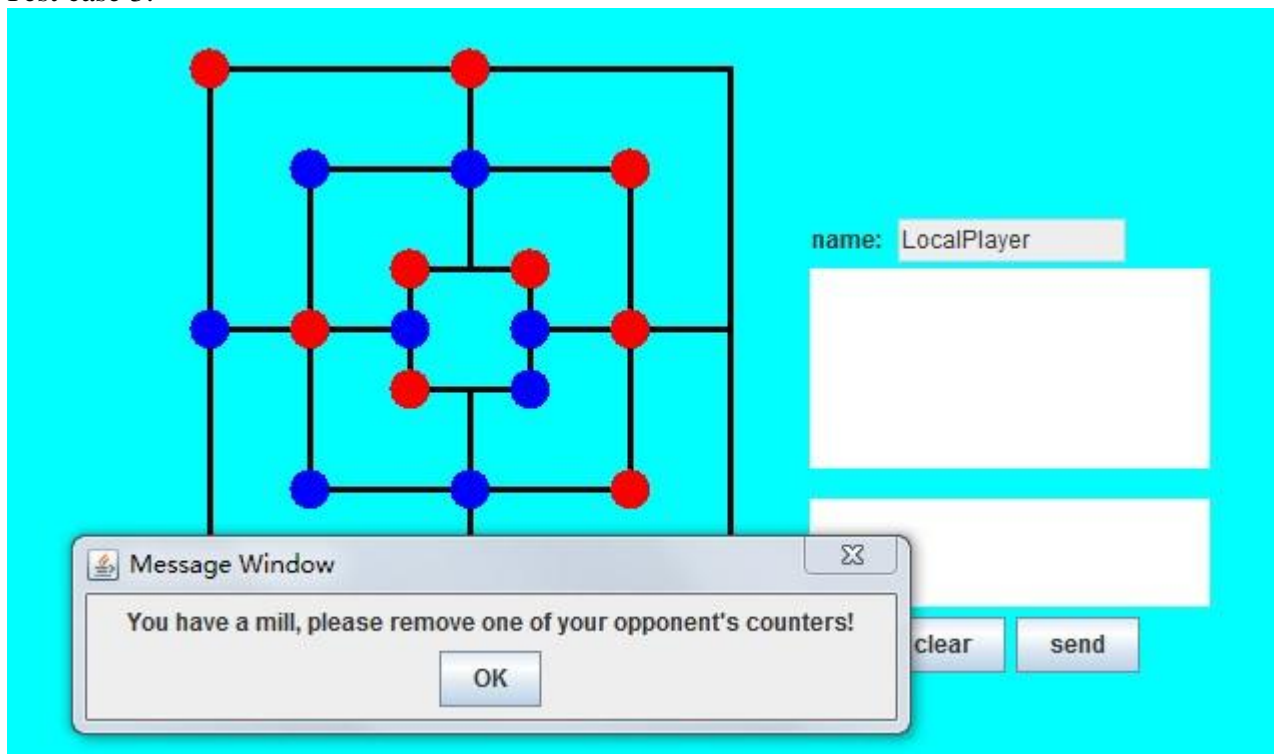 name: LocalPlayer
Message Window
You have a mill, please remove one of your opponent's counters!
OK
clear send